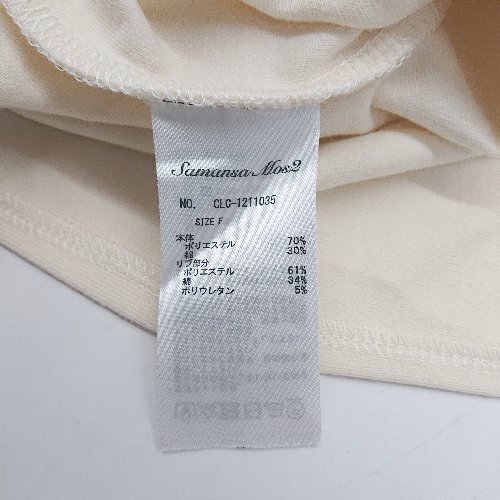 Samansa Mos2
NO. CLC-1211035
SIZE F
本体
ポリエステル 70%
綿 30%
リブ部分
ポリエステル 61%
綿 34%
ポリウレタン 5%